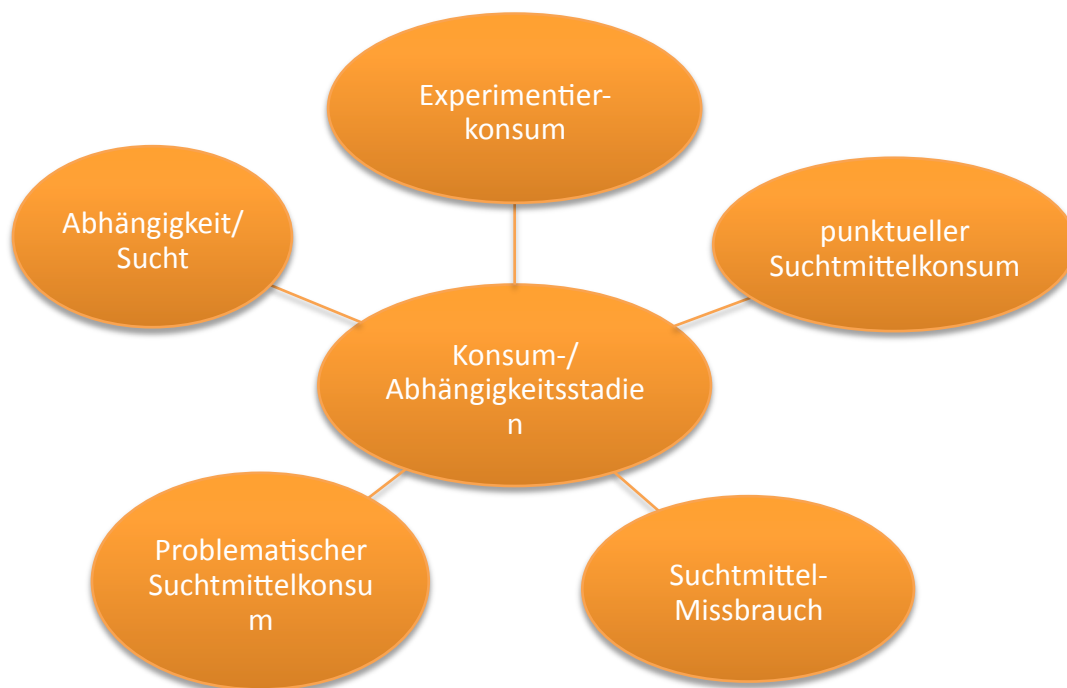 Experimentier-
konsum
Abhängigkeit/
Sucht
punktueller
Suchtmittelkonsum
Konsum-/
Abhängigkeitsstadie
n
Problematischer
Suchtmittelkonsu
m
Suchtmittel-
Missbrauch